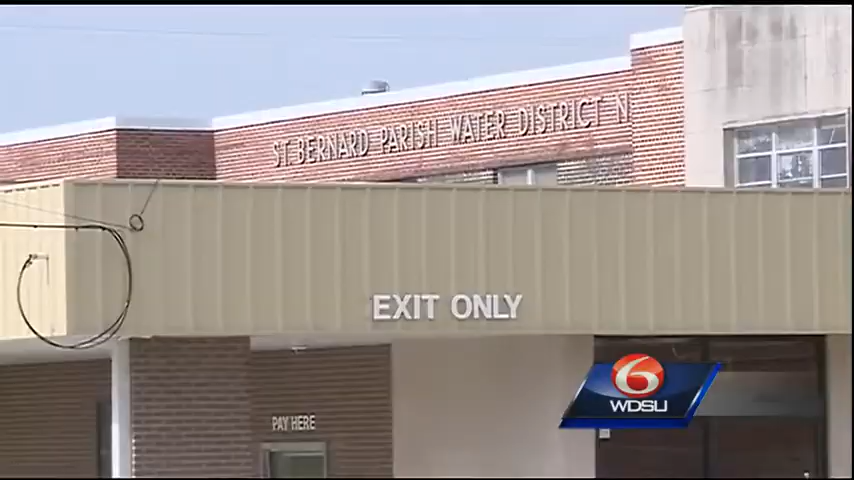 ST. BERNARD PARISH WATER DISTRICT N
EXIT ONLY
PAY HERE
6
WDSU